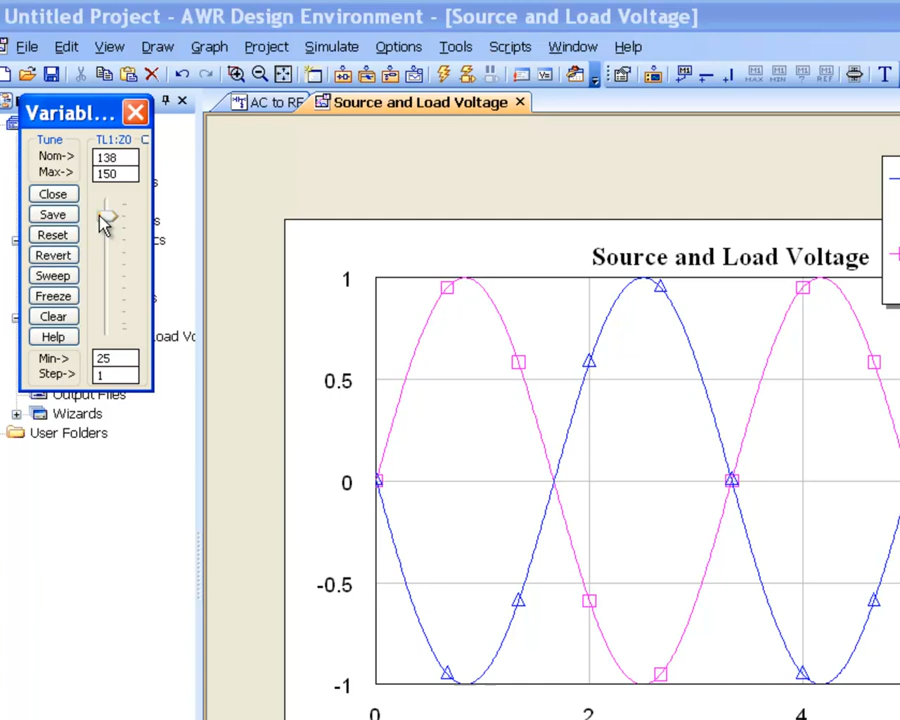 Untitled Project - AWR Design Environment - [Source and Load Voltage]
File Edit View Draw Graph Project Simulate Options Tools Scripts Window Help
AC to RF Source and Load Voltage
Variabl...
Tune TL1:Z0 C
Nom-> 138
Max-> 150
Close
Save
Reset
Revert
Sweep
Freeze
Clear
Help
Min-> 25
Step-> 1
Output Files
Wizards
User Folders
Source and Load Voltage
1
0.5
0
-0.5
-1
0 2 4